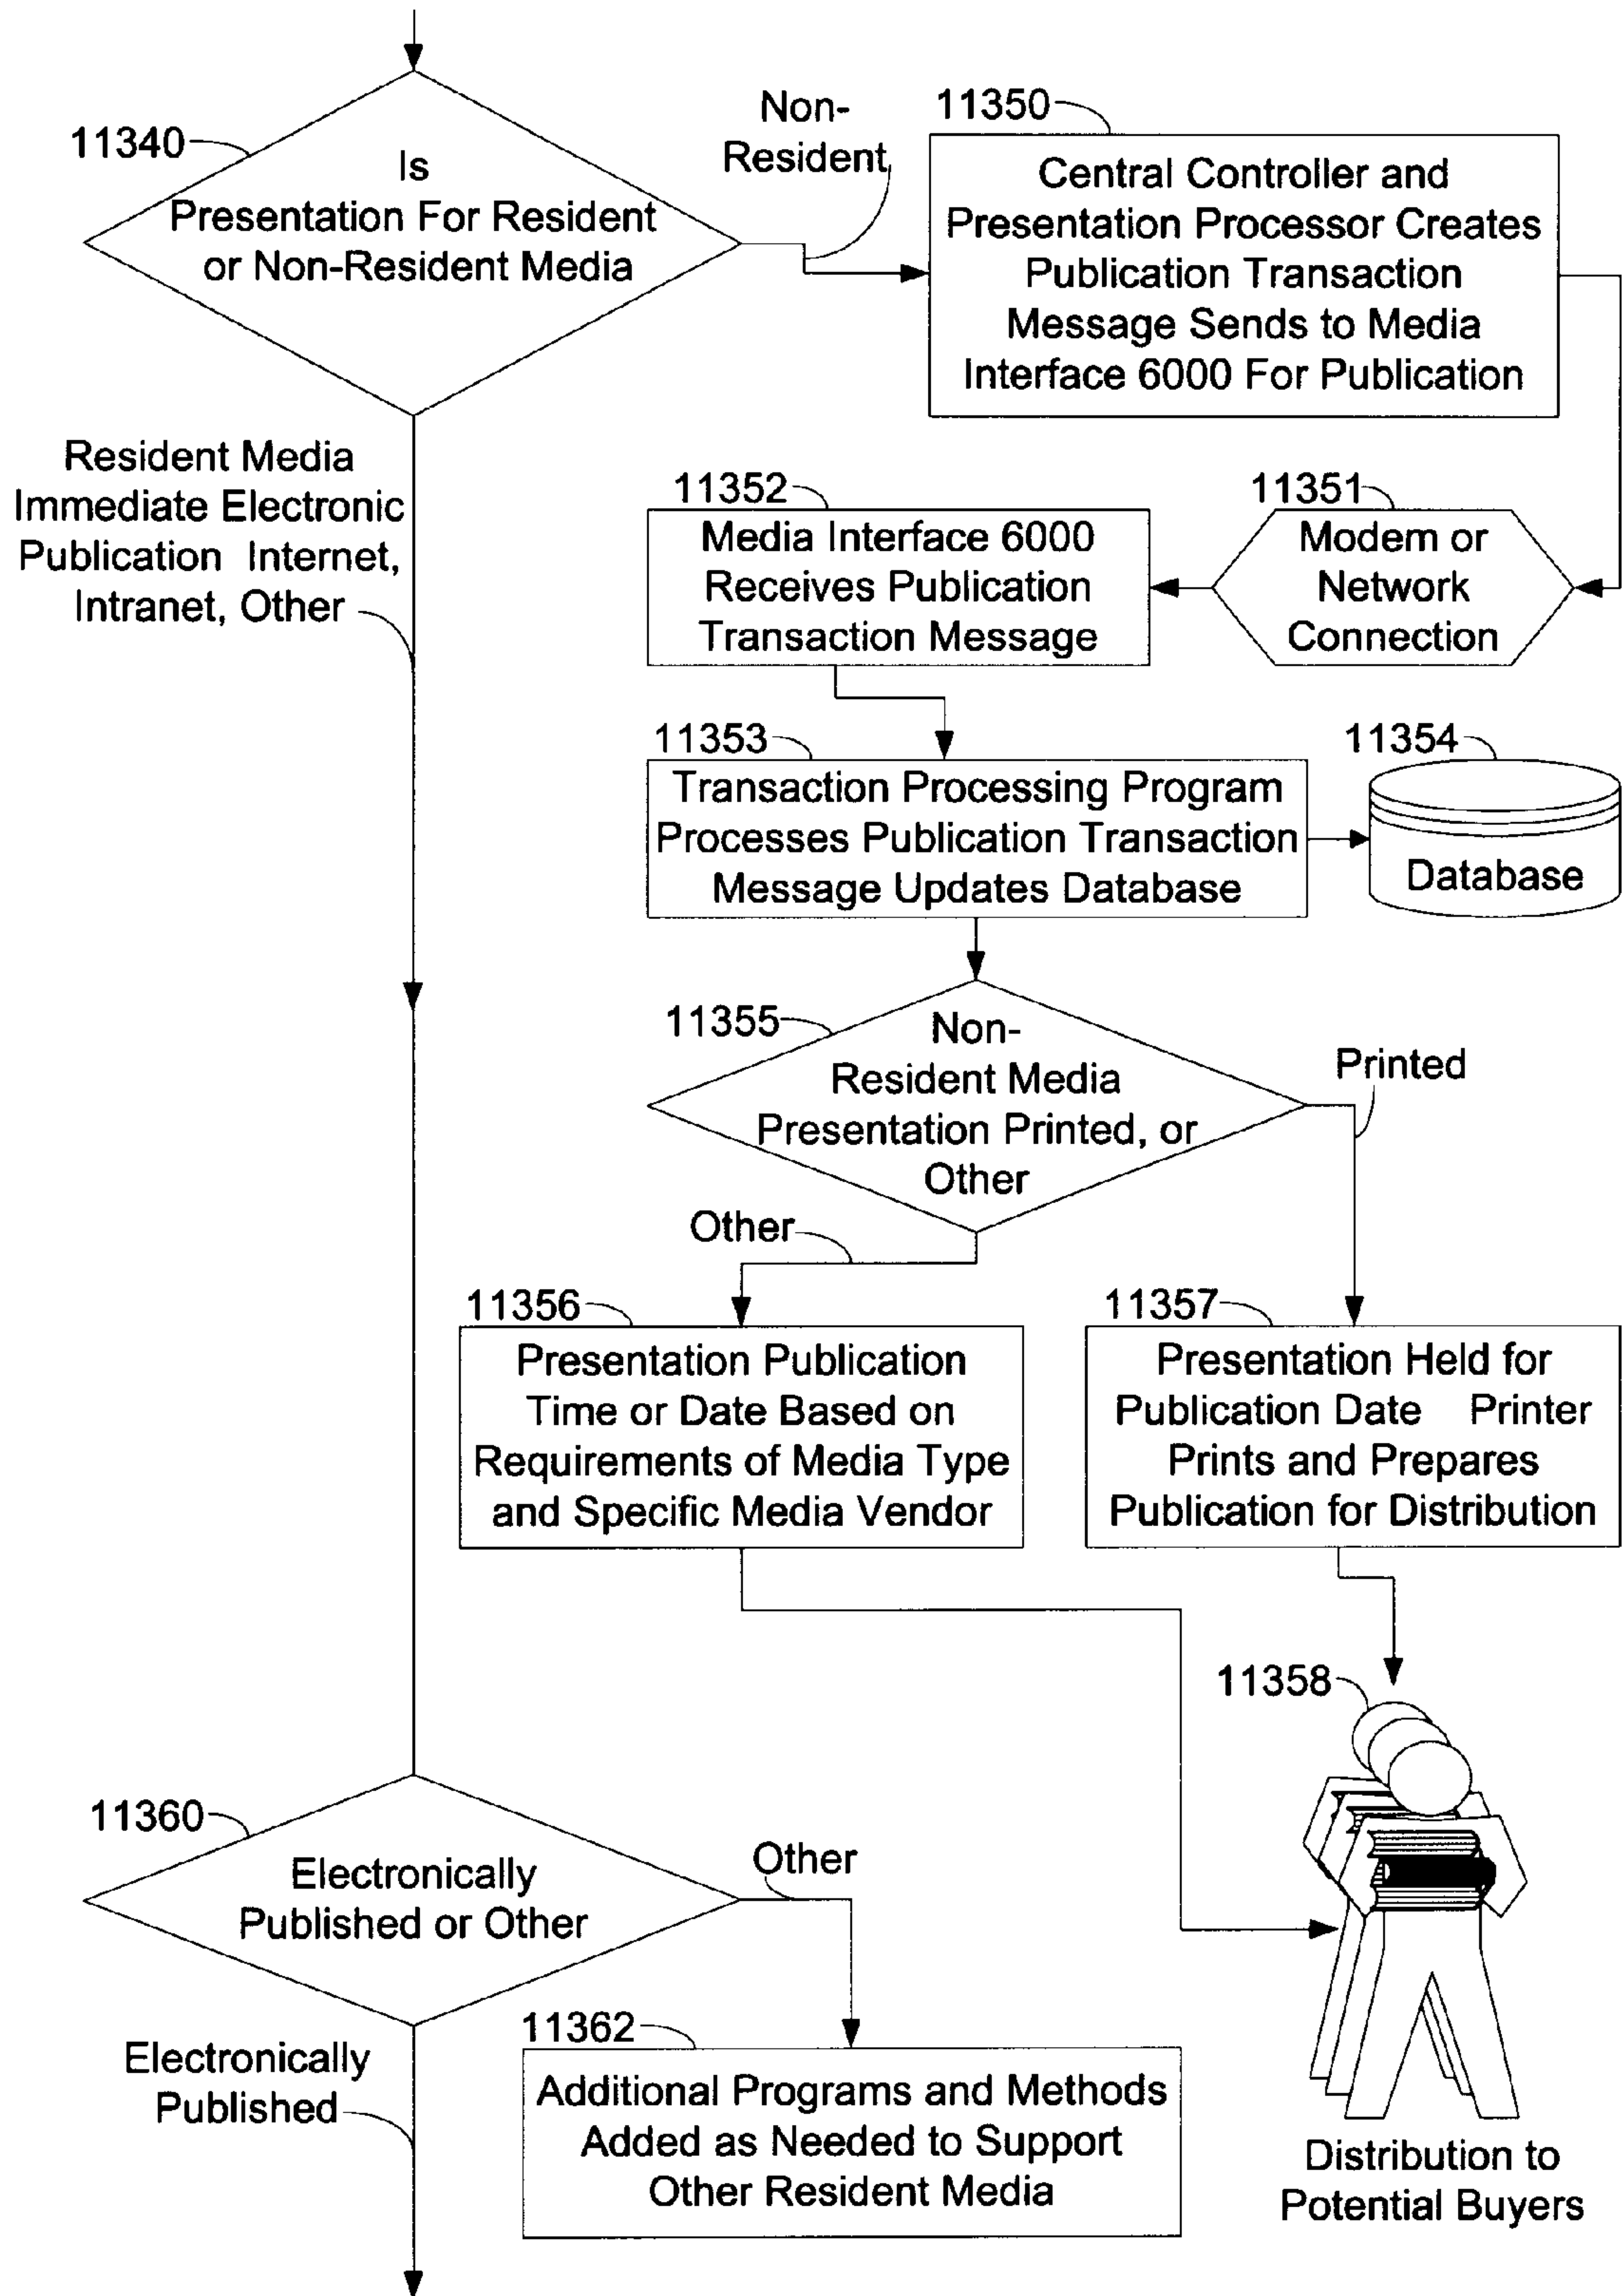 11340
Is
Presentation For Resident
or Non-Resident Media
Non-
Resident
11350
Central Controller and
Presentation Processor Creates
Publication Transaction
Message Sends to Media
Interface 6000 For Publication
Resident Media
Immediate Electronic
Publication Internet,
Intranet, Other
11352
Media Interface 6000
Receives Publication
Transaction Message
11351
Modem or
Network
Connection
11353
Transaction Processing Program
Processes Publication Transaction
Message Updates Database
11354
Database
11355
Non-
Resident Media
Presentation Printed, or
Other
Printed
Other
11356
Presentation Publication
Time or Date Based on
Requirements of Media Type
and Specific Media Vendor
11357
Presentation Held for
Publication Date Printer
Prints and Prepares
Publication for Distribution
11358
Distribution to
Potential Buyers
11360
Electronically
Published or Other
Other
Electronically
Published
11362
Additional Programs and Methods
Added as Needed to Support
Other Resident Media